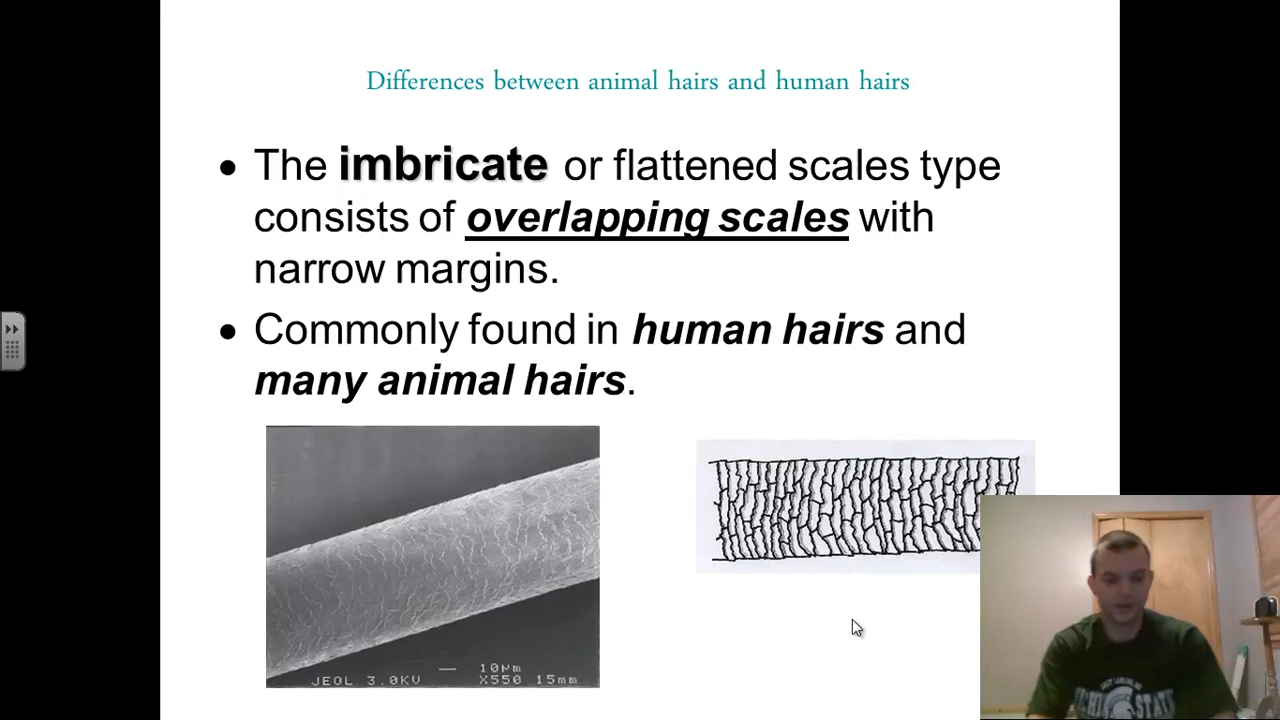 Differences between animal hairs and human hairs
• The imbricate or flattened scales type
consists of overlapping scales with
narrow margins.
• Commonly found in human hairs and
many animal hairs.
10µm
JEOL 3.0KV X550 15mm
STATE